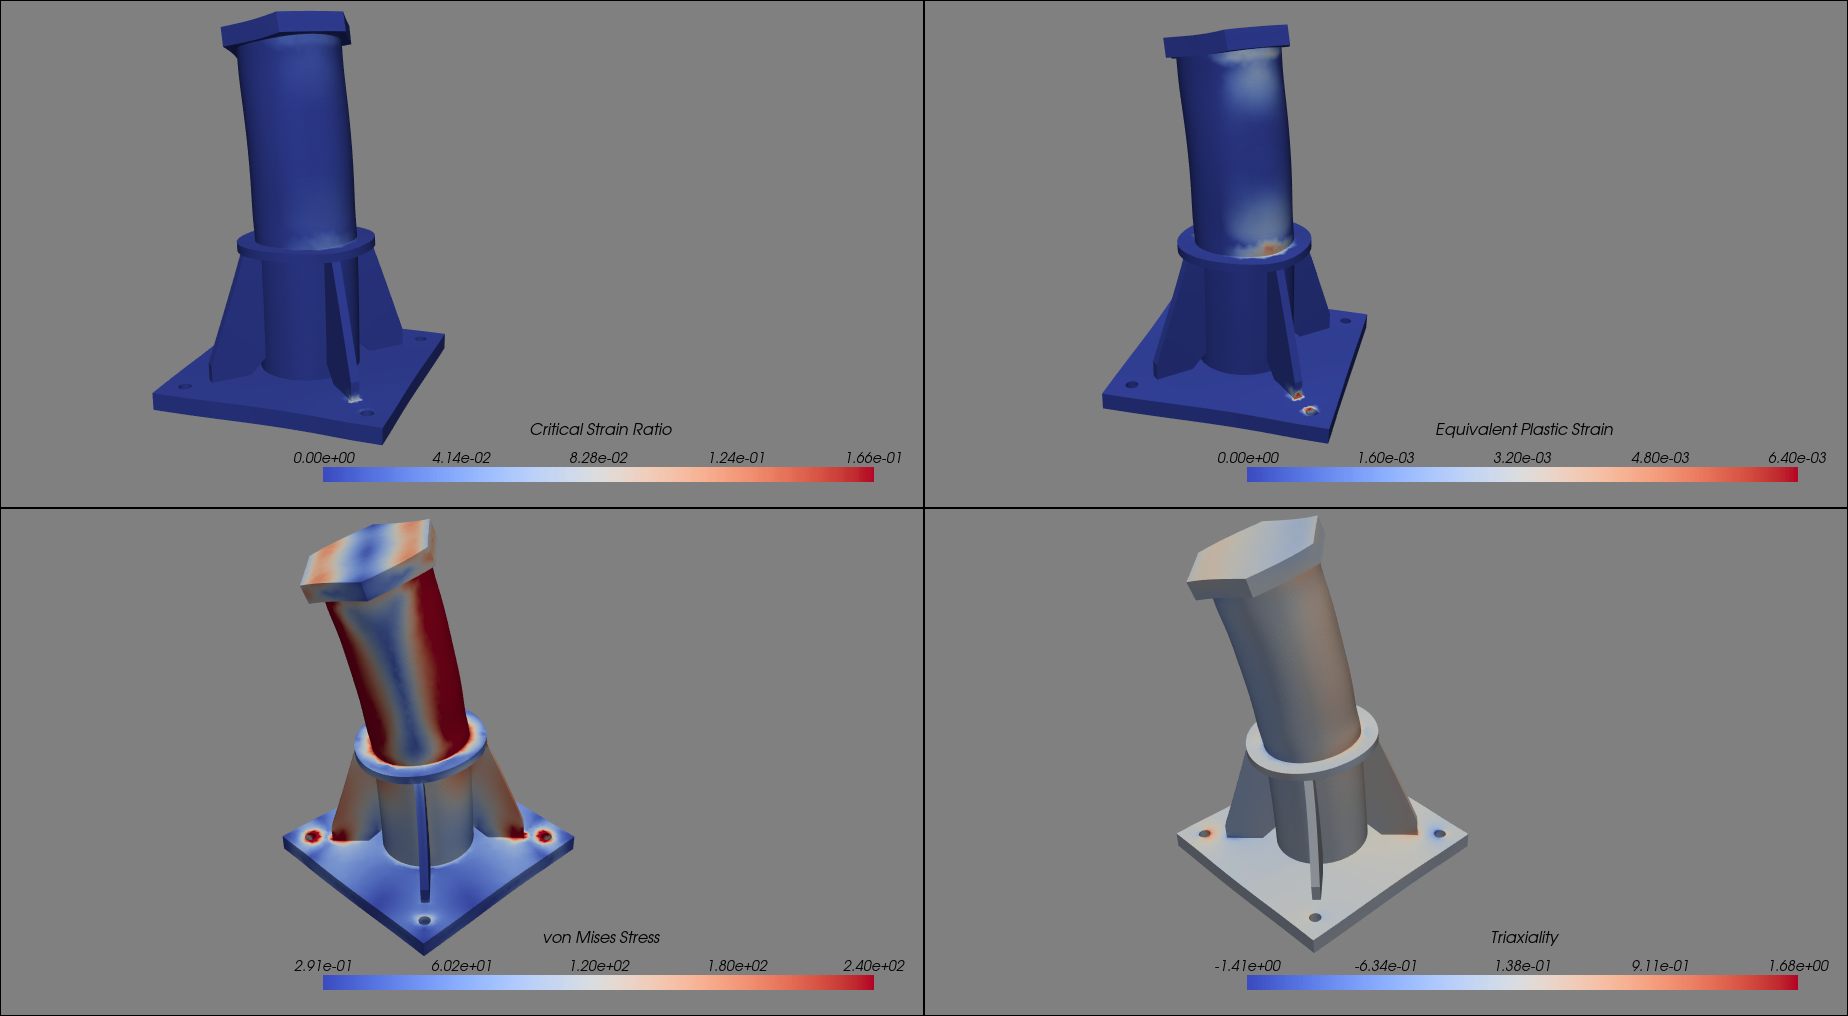 Critical Strain Ratio
0.00e+00 4.14e-02 8.28e-02 1.24e-01 1.66e-01
Equivalent Plastic Strain
0.00e+00 1.60e-03 3.20e-03 4.80e-03 6.40e-03
von Mises Stress
2.91e-01 6.02e+01 1.20e+02 1.80e+02 2.40e+02
Triaxiality
-1.41e+00 -6.34e-01 1.38e-01 9.11e-01 1.68e+00